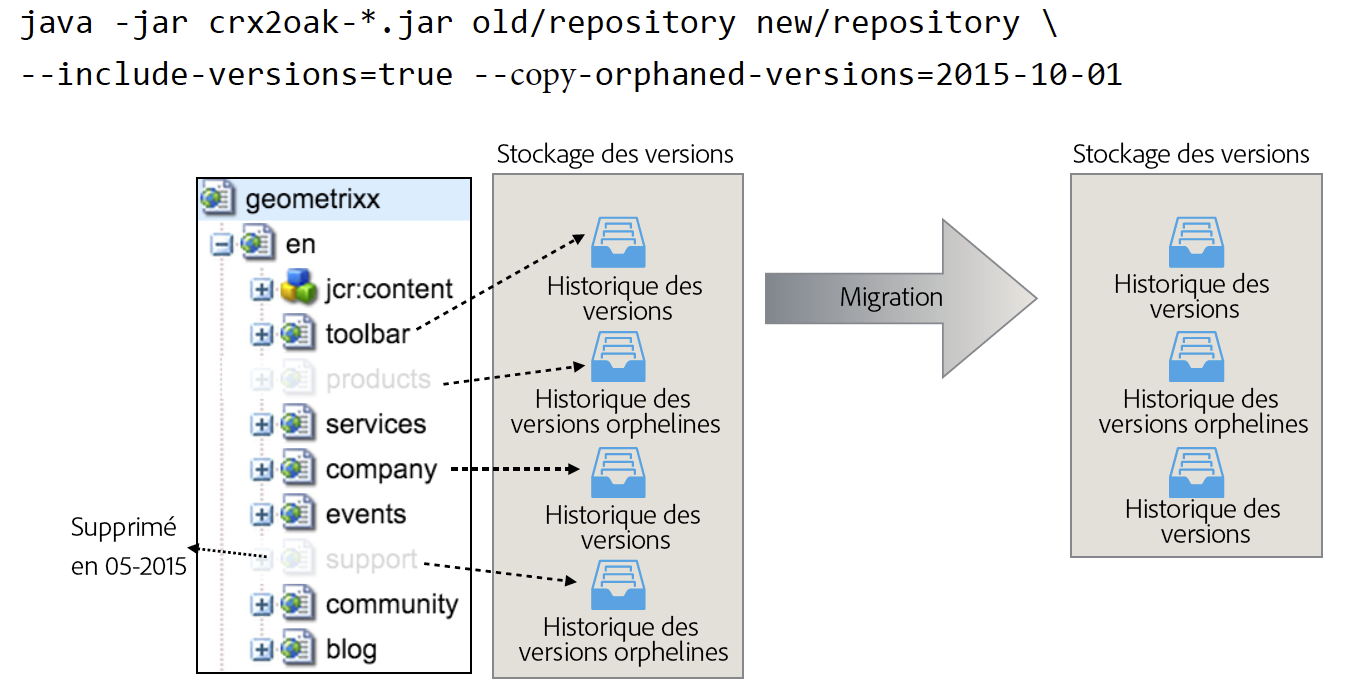 java -jar crx2oak-*.jar old/repository new/repository \
--include-versions=true --copy-orphaned-versions=2015-10-01
Stockage des versions
Stockage des versions
geometrixx
en
jcr:content
toolbar
products
services
company
events
support
community
blog
Supprimé
en 05-2015
Historique des
versions
Historique des
versions orphelines
Historique des
versions
Historique des
versions orphelines
Migration
Historique des
versions
Historique des
versions orphelines
Historique des
versions